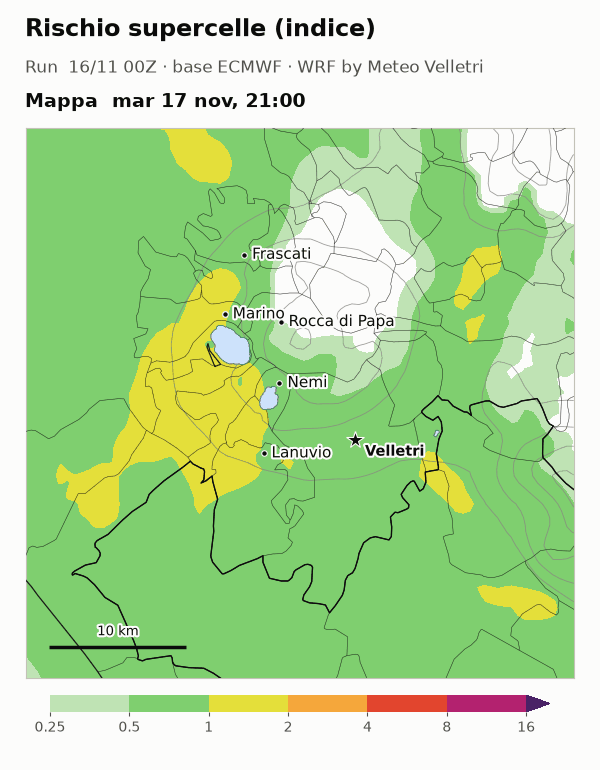 Rischio supercelle (indice)
Run 16/11 00Z · base ECMWF · WRF by Meteo Velletri
Mappa mar 17 nov, 21:00
Frascati
Marino
Rocca di Papa
Nemi
Velletri
Lanuvio
10 km
0.25 0.5 1 2 4 8 16